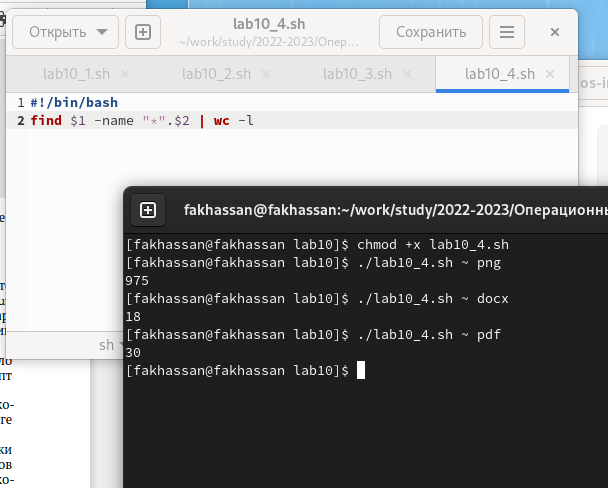 Открыть
lab10_4.sh
~/work/study/2022-2023/Опер…
Сохранить
lab10_1.sh
lab10_2.sh
lab10_3.sh
lab10_4.sh
1 #!/bin/bash
2 find $1 -name "*".$2 | wc -l
os-in
sh
fakhassan@fakhassan:~/work/study/2022-2023/Операционны
[fakhassan@fakhassan lab10]$ chmod +x lab10_4.sh
[fakhassan@fakhassan lab10]$ ./lab10_4.sh ~ png
975
[fakhassan@fakhassan lab10]$ ./lab10_4.sh ~ docx
18
[fakhassan@fakhassan lab10]$ ./lab10_4.sh ~ pdf
30
[fakhassan@fakhassan lab10]$